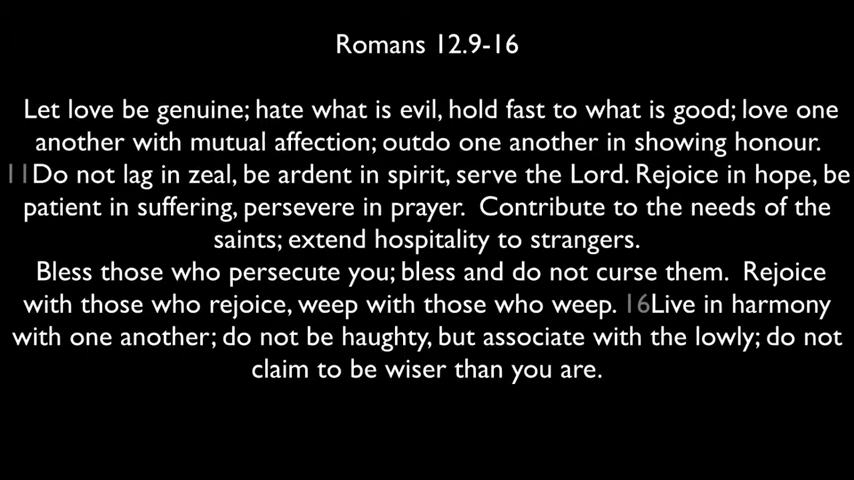 Romans 12.9-16
Let love be genuine; hate what is evil, hold fast to what is good; love one
another with mutual affection; outdo one another in showing honour.
11Do not lag in zeal, be ardent in spirit, serve the Lord. Rejoice in hope, be
patient in suffering, persevere in prayer.  Contribute to the needs of the
saints; extend hospitality to strangers.
Bless those who persecute you; bless and do not curse them.  Rejoice
with those who rejoice, weep with those who weep. 16Live in harmony
with one another; do not be haughty, but associate with the lowly; do not
claim to be wiser than you are.